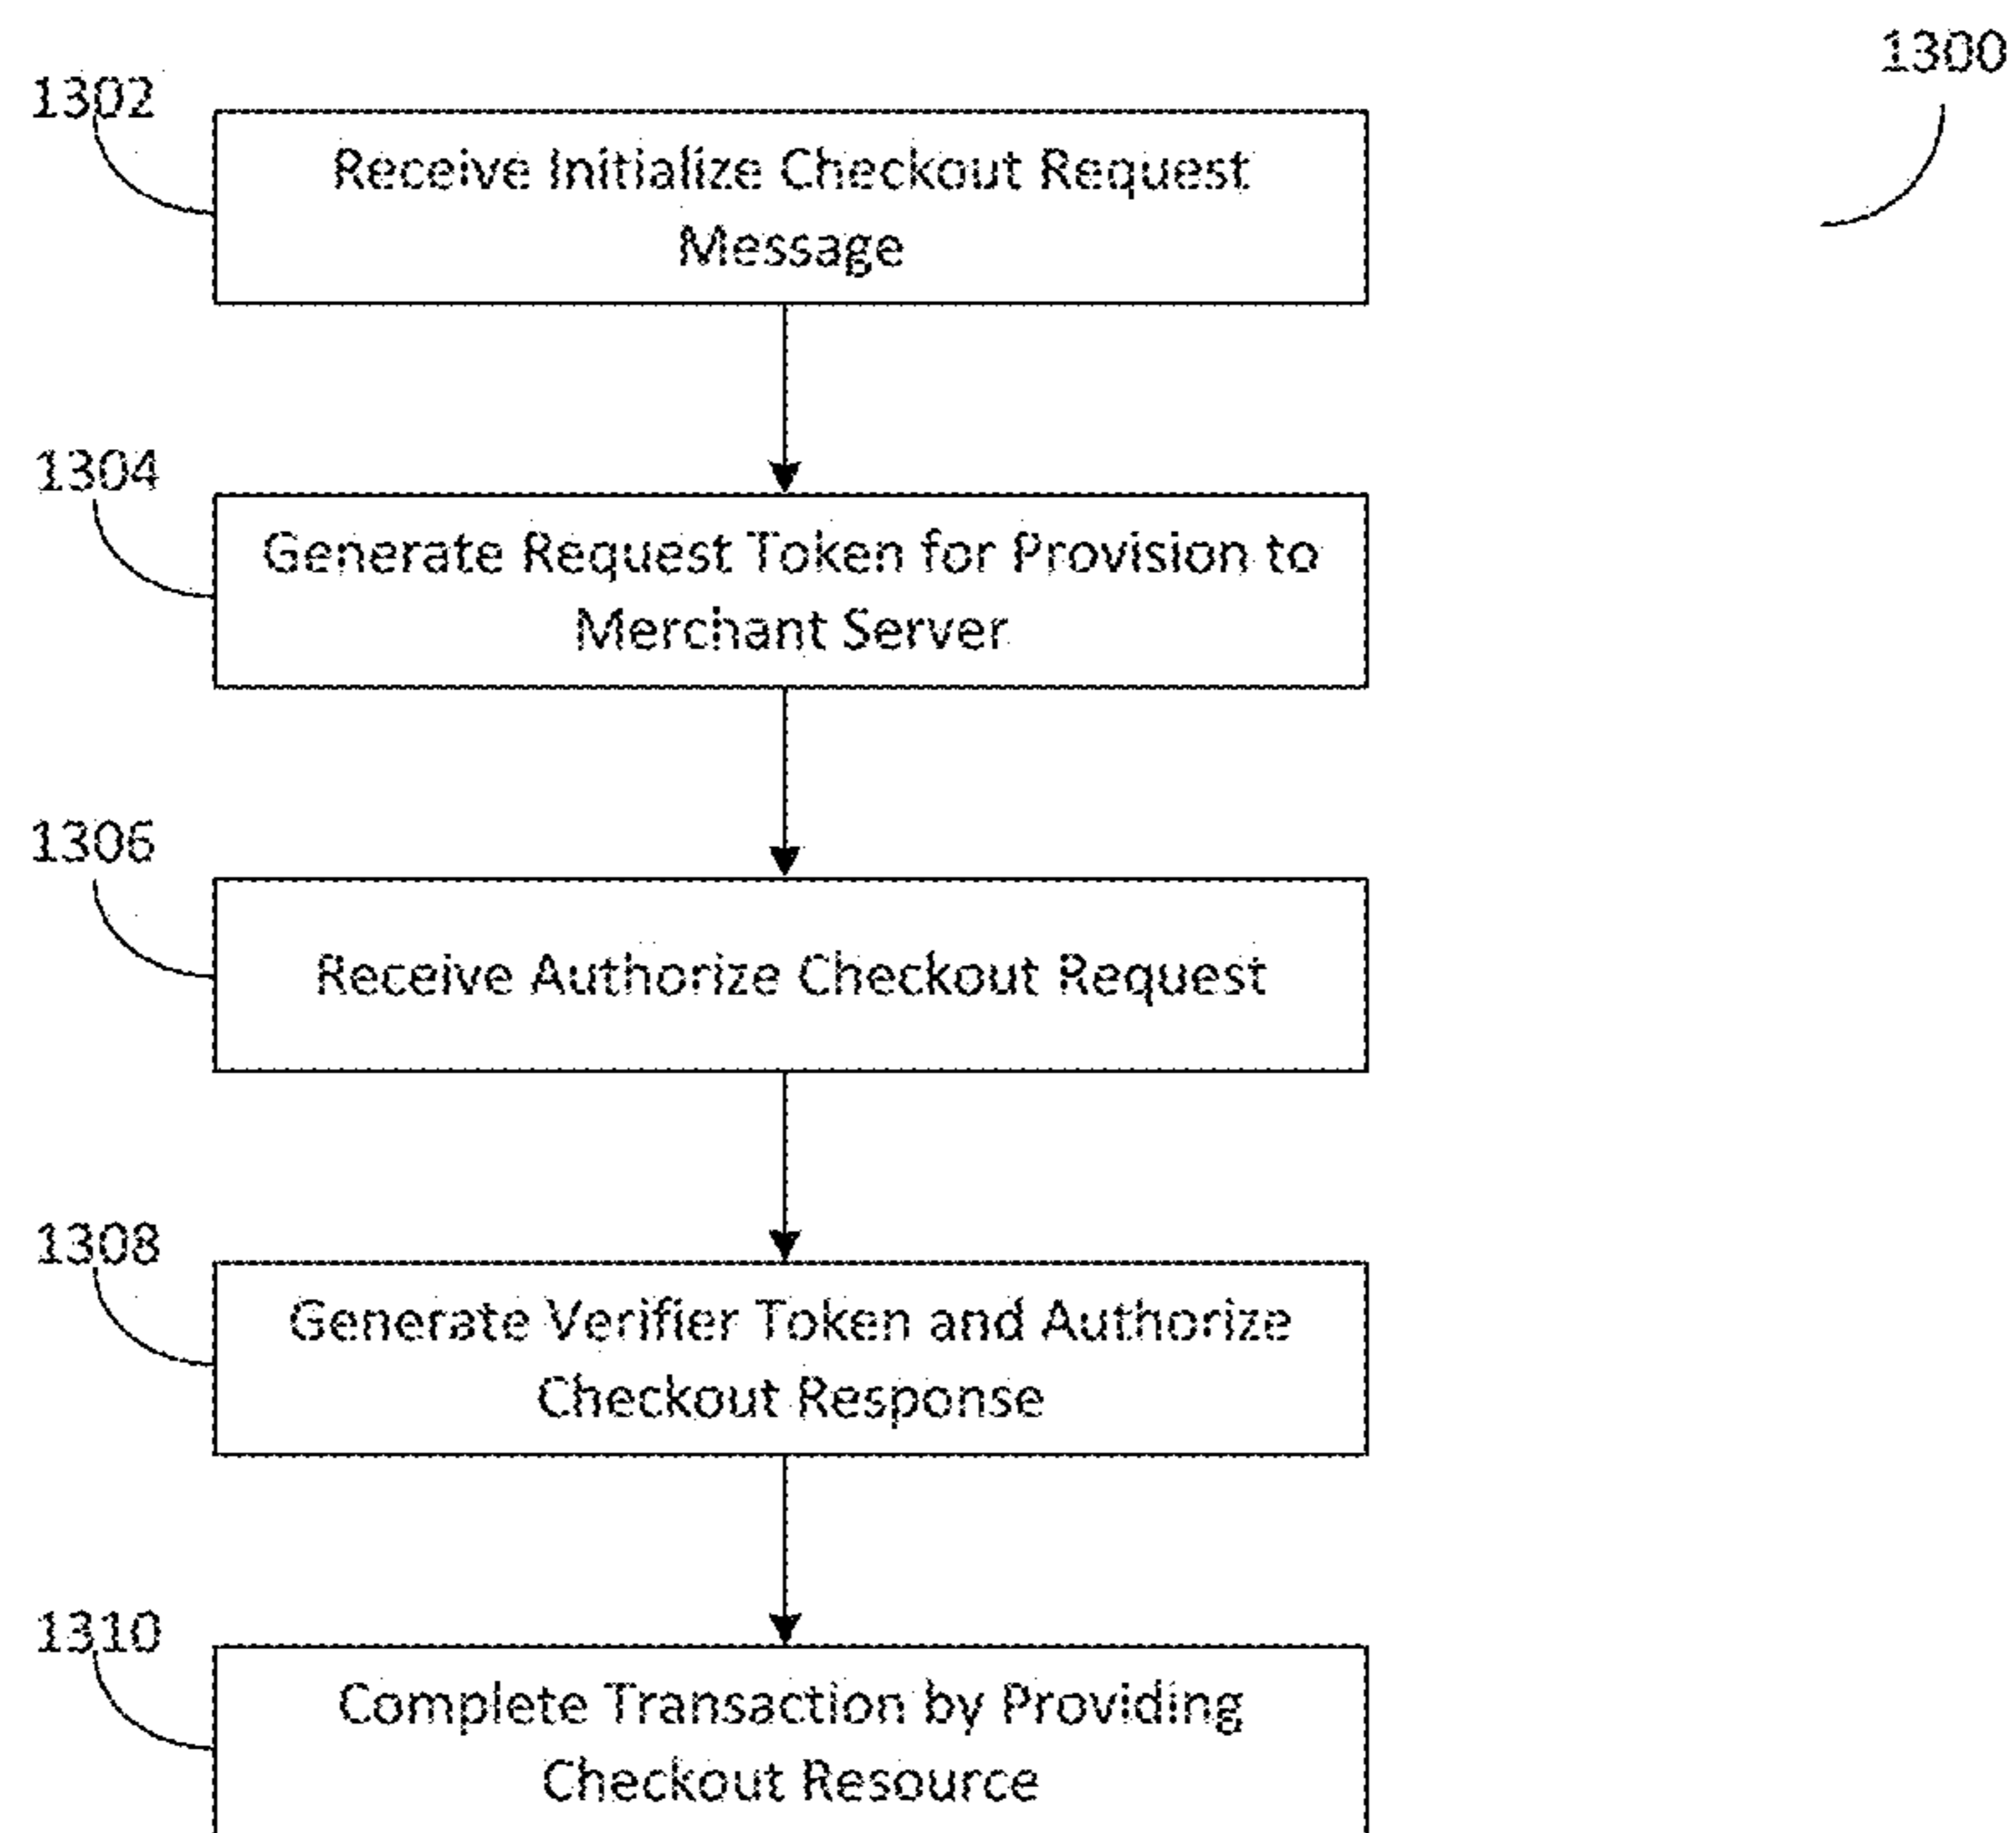 1300
1302
Receive Initialize Checkout Request
Message
1304
Generate Request Token for Provision to
Merchant Server
1306
Receive Authorize Checkout Request
1308
Generate Verifier Token and Authorize
Checkout Response
1310
Complete Transaction by Providing
Checkout Resource